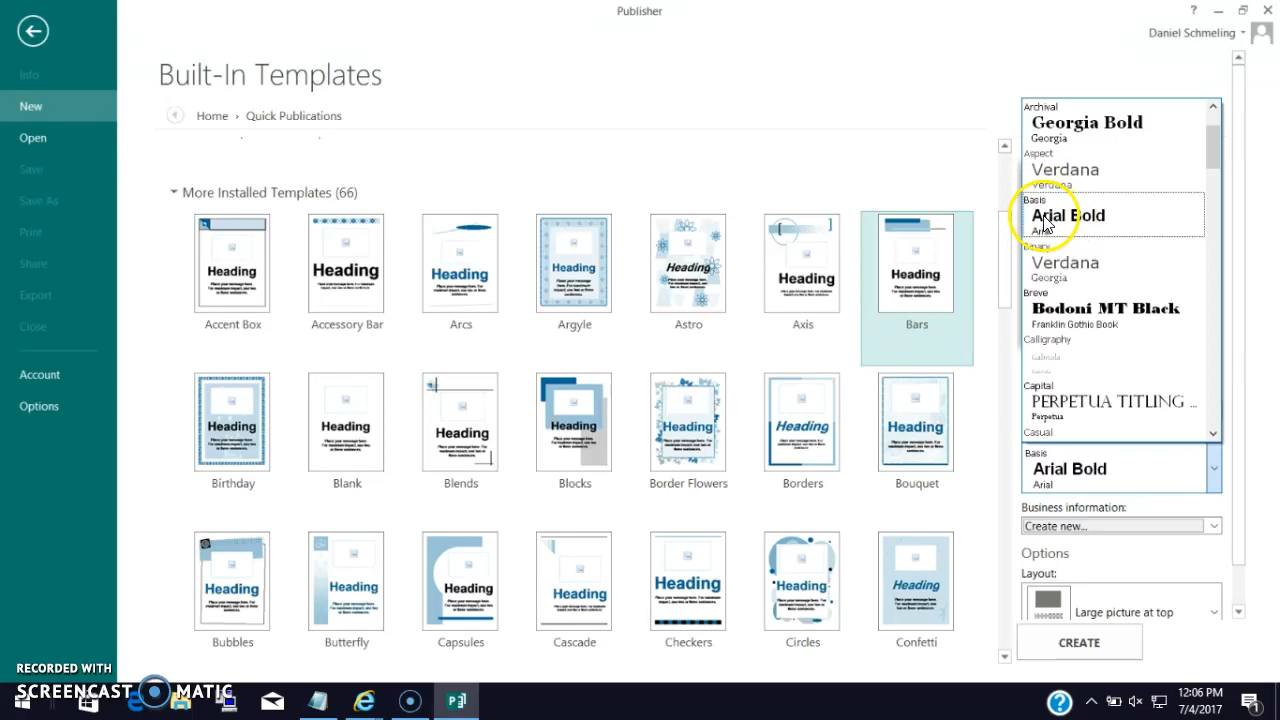 Publisher
Daniel Schmeling
Info
New
Open
Save
Save As
Print
Share
Export
Close
Account
Options
Built-In Templates
Home › Quick Publications
More Installed Templates (66)
Heading
Heading
Heading
Heading
Heading
Heading
Heading
Accent Box
Accessory Bar
Arcs
Argyle
Astro
Axis
Bars
Heading
Heading
Heading
Heading
Heading
Heading
Heading
Birthday
Blank
Blends
Blocks
Border Flowers
Borders
Bouquet
Heading
Heading
Heading
Heading
Heading
Heading
Heading
Bubbles
Butterfly
Capsules
Cascade
Checkers
Circles
Confetti
Archival
Georgia Bold
Georgia
Aspect
Verdana
Verdana
Basis
Arial Bold
Binary
Verdana
Georgia
Breve
Bodoni MT Black
Franklin Gothic Book
Calligraphy
Gabriola
Capital
PERPETUA TITLING ...
Perpetua
Casual
Basis
Arial Bold
Arial
Business information:
Create new...
Options
Layout:
Large picture at top
CREATE
RECORDED WITH
SCREENCAST MATIC
12:06 PM
7/4/2017